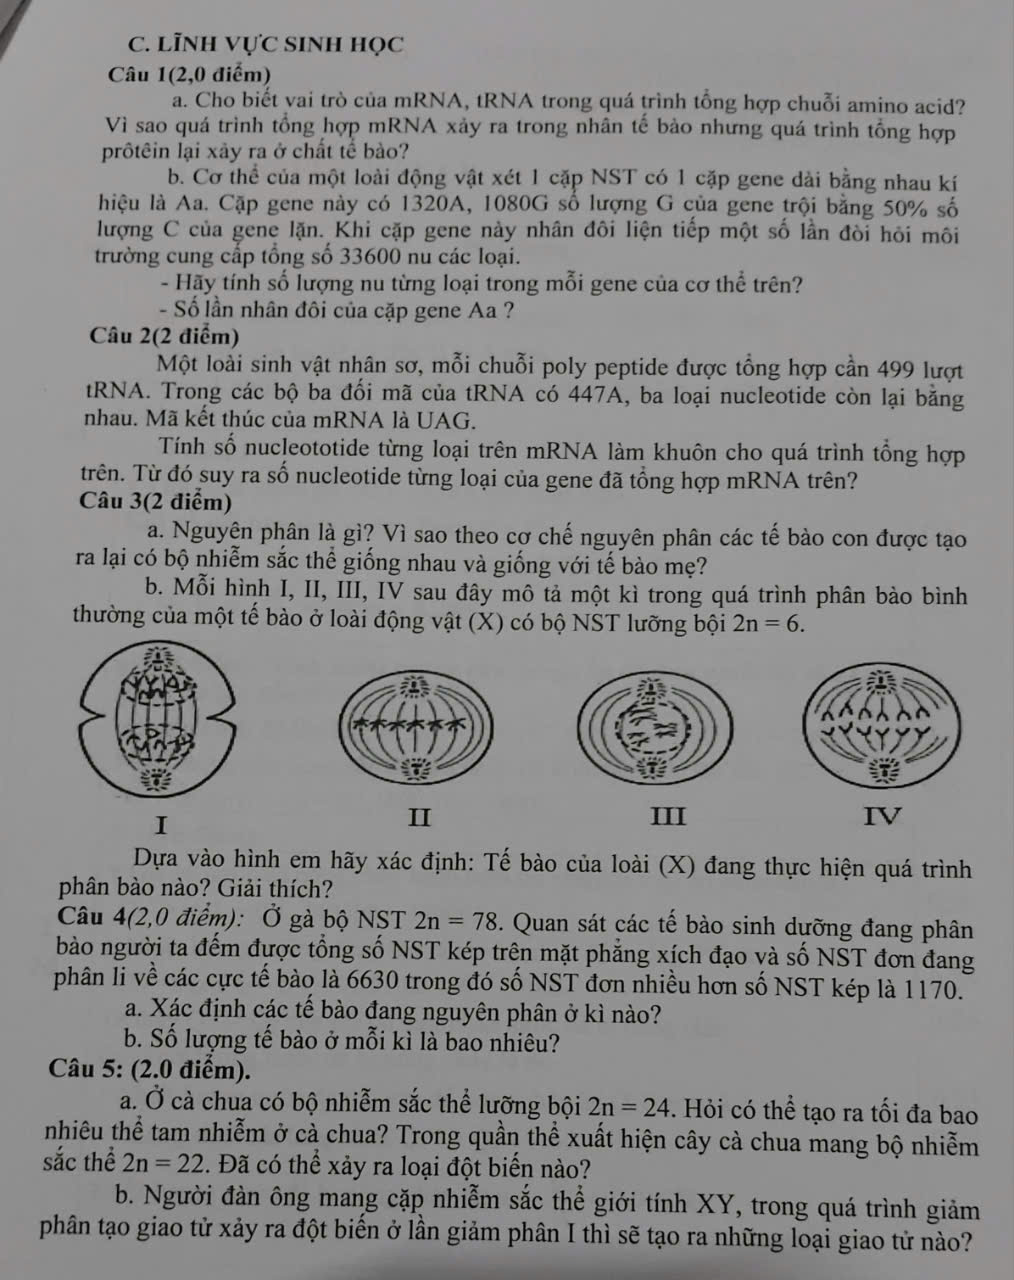 C. LĨNH VỰC SINH HỌC
Câu 1(2,0 điểm)
a. Cho biết vai trò của mRNA, tRNA trong quá trình tổng hợp chuỗi amino acid?
Vì sao quá trình tổng hợp mRNA xảy ra trong nhân tế bào nhưng quá trình tổng hợp
prôtêin lại xảy ra ở chất tế bào?
b. Cơ thể của một loài động vật xét 1 cặp NST có 1 cặp gene dài bằng nhau kí
hiệu là Aa. Cặp gene này có 1320A, 1080G số lượng G của gene trội bằng 50% số
lượng C của gene lặn. Khi cặp gene này nhân đôi liện tiếp một số lần đòi hỏi môi
trường cung cấp tổng số 33600 nu các loại.
- Hãy tính số lượng nu từng loại trong mỗi gene của cơ thể trên?
- Số lần nhân đôi của cặp gene Aa ?
Câu 2(2 điểm)
Một loài sinh vật nhân sơ, mỗi chuỗi poly peptide được tổng hợp cần 499 lượt
tRNA. Trong các bộ ba đối mã của tRNA có 447A, ba loại nucleotide còn lại bằng
nhau. Mã kết thúc của mRNA là UAG.
Tính số nucleototide từng loại trên mRNA làm khuôn cho quá trình tổng hợp
trên. Từ đó suy ra số nucleotide từng loại của gene đã tổng hợp mRNA trên?
Câu 3(2 điểm)
a. Nguyên phân là gì? Vì sao theo cơ chế nguyên phân các tế bào con được tạo
ra lại có bộ nhiễm sắc thể giống nhau và giống với tế bào mẹ?
b. Mỗi hình I, II, III, IV sau đây mô tả một kì trong quá trình phân bào bình
thường của một tế bào ở loài động vật (X) có bộ NST lưỡng bội 2n = 6.
I II III IV
Dựa vào hình em hãy xác định: Tế bào của loài (X) đang thực hiện quá trình
phân bào nào? Giải thích?
Câu 4(2,0 điểm): Ở gà bộ NST 2n = 78. Quan sát các tế bào sinh dưỡng đang phân
bào người ta đếm được tổng số NST kép trên mặt phẳng xích đạo và số NST đơn đang
phân li về các cực tế bào là 6630 trong đó số NST đơn nhiều hơn số NST kép là 1170.
a. Xác định các tế bào đang nguyên phân ở kì nào?
b. Số lượng tế bào ở mỗi kì là bao nhiêu?
Câu 5: (2.0 điểm).
a. Ở cà chua có bộ nhiễm sắc thể lưỡng bội 2n = 24. Hỏi có thể tạo ra tối đa bao
nhiêu thể tam nhiễm ở cà chua? Trong quần thể xuất hiện cây cà chua mang bộ nhiễm
sắc thể 2n = 22. Đã có thể xảy ra loại đột biến nào?
b. Người đàn ông mang cặp nhiễm sắc thể giới tính XY, trong quá trình giảm
phân tạo giao tử xảy ra đột biến ở lần giảm phân I thì sẽ tạo ra những loại giao tử nào?